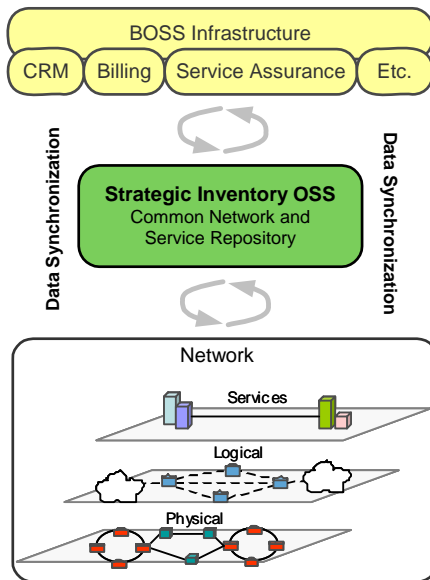 BOSS Infrastructure
CRM
Billing
Service Assurance
Etc.
Data Synchronization
Data Synchronization
Strategic Inventory OSS
Common Network and
Service Repository
Network
Services
Logical
Physical